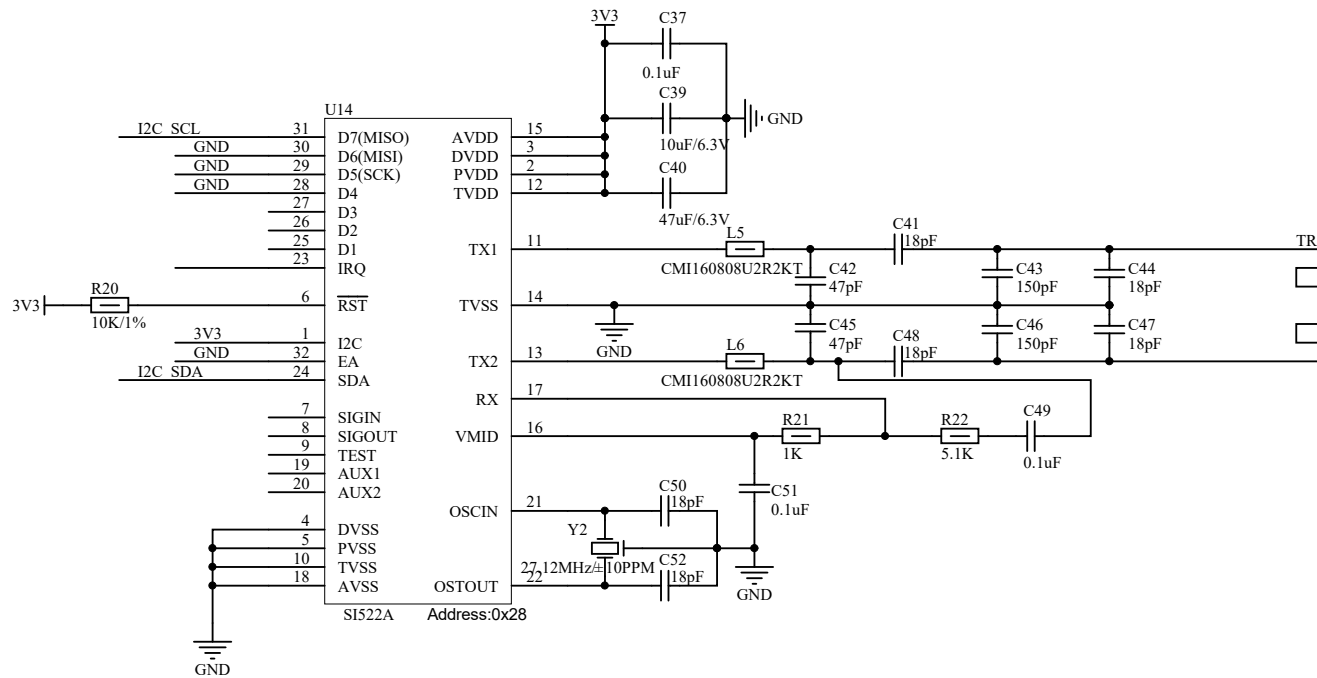 3V3
C37
0.1uF
C39
10uF/6.3V
GND
C40
47uF/6.3V
U14
I2C_SCL
31
D7(MISO)
GND
30
D6(MISI)
GND
29
D5(SCK)
GND
28
D4
27
D3
26
D2
25
D1
23
IRQ
3V3
R20
10K/1%
6
RST
3V3
1
I2C
GND
32
EA
I2C_SDA
24
SDA
7
SIGIN
8
SIGOUT
9
TEST
19
AUX1
20
AUX2
4
DVSS
5
PVSS
10
TVSS
18
AVSS
GND
AVDD
15
DVDD
3
PVDD
2
TVDD
12
TX1
11
L5
CMI160808U2R2KT
C41
18pF
TR
C42
47pF
C43
150pF
C44
18pF
TVSS
14
GND
C45
47pF
C46
150pF
C47
18pF
TX2
13
L6
CMI160808U2R2KT
C48
18pF
RX
17
VMID
16
R21
1K
R22
5.1K
C49
0.1uF
C51
0.1uF
OSCIN
21
C50
18pF
Y2
27.12MHz/±10PPM
OSTOUT
22
C52
18pF
GND
SI522A
Address:0x28